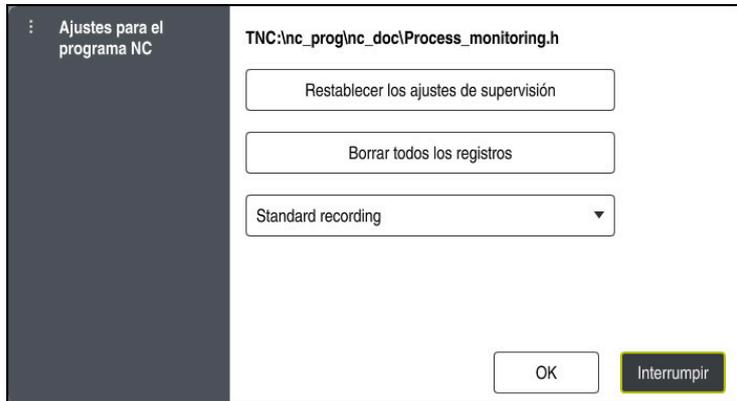 Ajustes para el
programa NC
TNC:\nc_prog\nc_doc\Process_monitoring.h
Restablecer los ajustes de supervisión
Borrar todos los registros
Standard recording
OK
Interrumpir